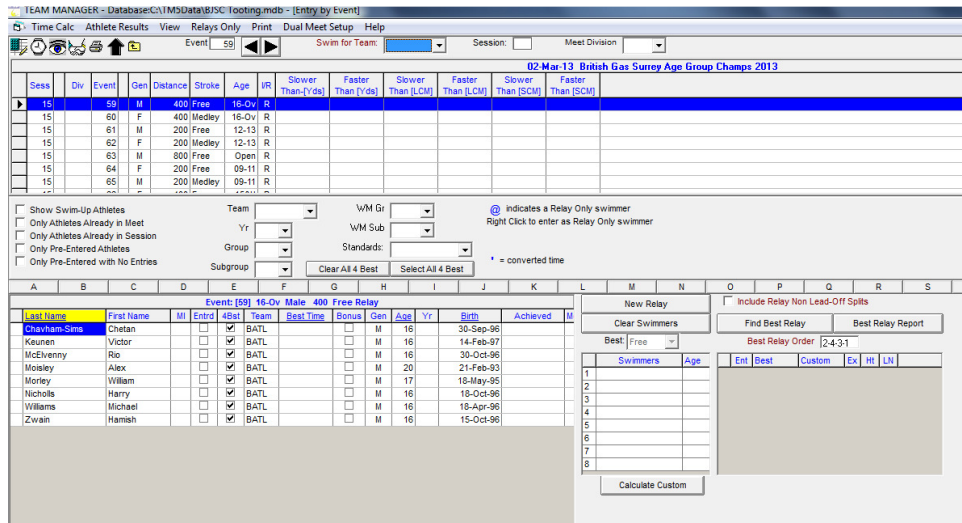 TEAM MANAGER - Database:C:\TM5Data\BJSC Tooting.mdb - [Entry by Event]
Time Calc Athlete Results View Relays Only Print Dual Meet Setup Help
Event 59 Swim for Team: Session: Meet Division
02-Mar-13 British Gas Surrey Age Group Champs 2013
Sess Div Event Gen Distance Stroke Age I/R Slower Than-[Yds] Faster Than [Yds] Slower Than [LCM] Faster Than [LCM] Slower Than [SCM] Faster Than [SCM]
15 59 M 400 Free 16-Ov R
15 60 F 400 Medley 16-Ov R
15 61 M 200 Free 12-13 R
15 62 F 200 Medley 12-13 R
15 63 M 800 Free Open R
15 64 F 200 Free 09-11 R
15 65 M 200 Medley 09-11 R
Show Swim-Up Athletes
Only Athletes Already in Meet
Only Athletes Already in Session
Only Pre-Entered Athletes
Only Pre-Entered with No Entries
Team WM Gr
Yr WM Sub
Group Standards:
Subgroup Clear All 4 Best Select All 4 Best
@ indicates a Relay Only swimmer
Right Click to enter as Relay Only swimmer
' = converted time
A B C D E F G H I J K L M N O P Q R S
Event: [59] 16-Ov Male 400 Free Relay
Last Name First Name MI Entrd 4Bst Team Best Time Bonus Gen Age Yr Birth Achieved
Chavham-Sims Chetan BATL M 16 30-Sep-96
Keunen Victor BATL M 16 14-Feb-97
McElvenny Rio BATL M 16 30-Oct-96
Moisley Alex BATL M 20 21-Feb-93
Morley William BATL M 17 18-May-95
Nicholls Harry BATL M 16 18-Oct-96
Williams Michael BATL M 16 18-Apr-96
Zwain Hamish BATL M 16 15-Oct-96
New Relay Include Relay Non Lead-Off Splits
Clear Swimmers Find Best Relay Best Relay Report
Best: Free Best Relay Order 2-4-3-1
Swimmers Age Ent Best Custom Ex Ht LN
1
2
3
4
5
6
7
8
Calculate Custom